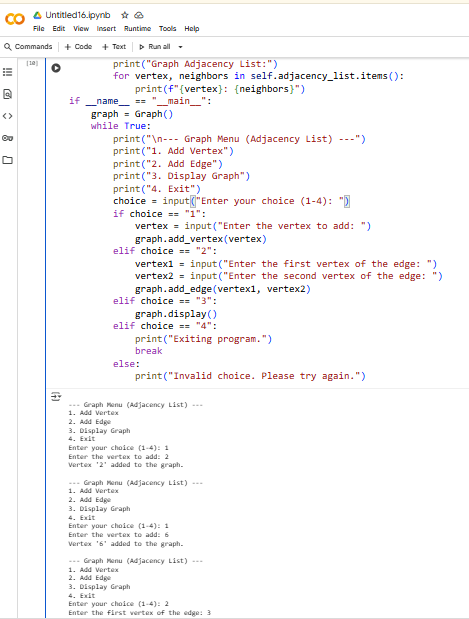 Untitled16.ipynb
File Edit View Insert Runtime Tools Help
Commands + Code + Text Run all
[18]
print("Graph Adjacency List:")
for vertex, neighbors in self.adjacency_list.items():
print(f"{vertex}: {neighbors}")
if __name__ == "__main__":
graph = Graph()
while True:
print("\n--- Graph Menu (Adjacency List) ---")
print("1. Add Vertex")
print("2. Add Edge")
print("3. Display Graph")
print("4. Exit")
choice = input("Enter your choice (1-4): ")
if choice == "1":
vertex = input("Enter the vertex to add: ")
graph.add_vertex(vertex)
elif choice == "2":
vertex1 = input("Enter the first vertex of the edge: ")
vertex2 = input("Enter the second vertex of the edge: ")
graph.add_edge(vertex1, vertex2)
elif choice == "3":
graph.display()
elif choice == "4":
print("Exiting program.")
break
else:
print("Invalid choice. Please try again.")
--- Graph Menu (Adjacency List) ---
1. Add Vertex
2. Add Edge
3. Display Graph
4. Exit
Enter your choice (1-4): 1
Enter the vertex to add: 2
Vertex '2' added to the graph.
--- Graph Menu (Adjacency List) ---
1. Add Vertex
2. Add Edge
3. Display Graph
4. Exit
Enter your choice (1-4): 1
Enter the vertex to add: 6
Vertex '6' added to the graph.
--- Graph Menu (Adjacency List) ---
1. Add Vertex
2. Add Edge
3. Display Graph
4. Exit
Enter your choice (1-4): 2
Enter the first vertex of the edge: 3